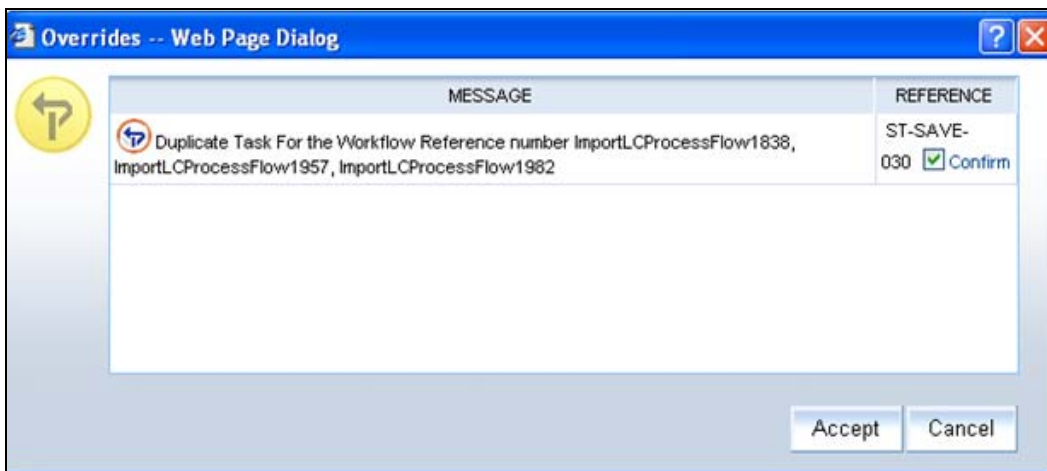 Overrides -- Web Page Dialog
MESSAGE
REFERENCE
Duplicate Task For the Workflow Reference number ImportLCProcessFlow1838,
ImportLCProcessFlow1957, ImportLCProcessFlow1982
ST-SAVE-
030 Confirm
Accept
Cancel